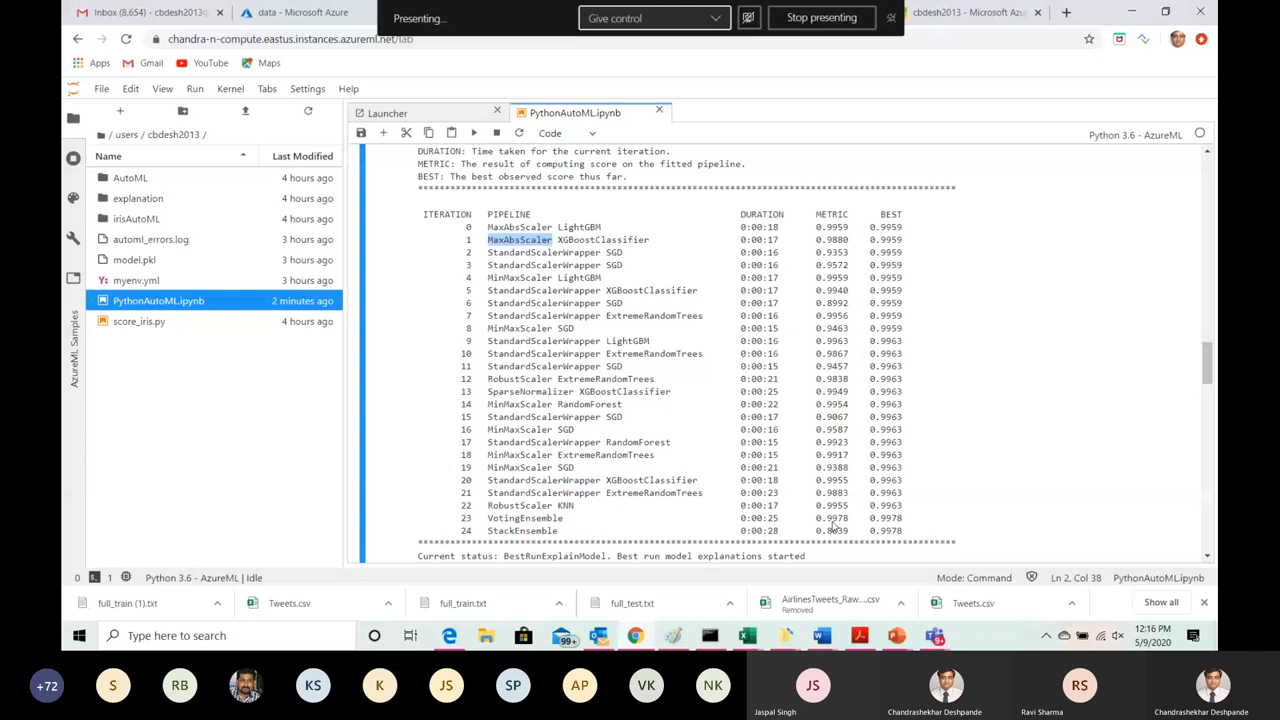 Inbox (8,654) - cbdesh2013
data - Microsoft Azure
Presenting...
Give control
Stop presenting
cbdesh2013 - Microsoft Az
chandra-n-compute.eastus.instances.azureml.net/lab
Apps
Gmail
YouTube
Maps
File Edit View Run Kernel Tabs Settings Help
Launcher
PythonAutoML.ipynb
/ users / cbdesh2013 /
Code
Python 3.6 - AzureML
Name Last Modified
AutoML 4 hours ago
explanation 4 hours ago
irisAutoML 4 hours ago
automl_errors.log 3 hours ago
model.pkl 3 hours ago
myenv.yml 3 hours ago
PythonAutoML.ipynb 2 minutes ago
score_iris.py 4 hours ago
AzureML Samples
DURATION: Time taken for the current iteration.
METRIC: The result of computing score on the fitted pipeline.
BEST: The best observed score thus far.
****************************************************************************************************
ITERATION PIPELINE DURATION METRIC BEST
0 MaxAbsScaler LightGBM 0:00:18 0.9959 0.9959
1 MaxAbsScaler XGBoostClassifier 0:00:17 0.9880 0.9959
2 StandardScalerWrapper SGD 0:00:16 0.9353 0.9959
3 StandardScalerWrapper SGD 0:00:16 0.9572 0.9959
4 MinMaxScaler LightGBM 0:00:17 0.9959 0.9959
5 StandardScalerWrapper XGBoostClassifier 0:00:17 0.9940 0.9959
6 StandardScalerWrapper SGD 0:00:17 0.8992 0.9959
7 StandardScalerWrapper ExtremeRandomTrees 0:00:16 0.9956 0.9959
8 MinMaxScaler SGD 0:00:15 0.9463 0.9959
9 StandardScalerWrapper LightGBM 0:00:16 0.9963 0.9963
10 StandardScalerWrapper ExtremeRandomTrees 0:00:16 0.9867 0.9963
11 StandardScalerWrapper SGD 0:00:15 0.9457 0.9963
12 RobustScaler ExtremeRandomTrees 0:00:21 0.9838 0.9963
13 SparseNormalizer XGBoostClassifier 0:00:25 0.9949 0.9963
14 MinMaxScaler RandomForest 0:00:22 0.9954 0.9963
15 StandardScalerWrapper SGD 0:00:17 0.9067 0.9963
16 MinMaxScaler SGD 0:00:16 0.9587 0.9963
17 StandardScalerWrapper RandomForest 0:00:15 0.9923 0.9963
18 MinMaxScaler ExtremeRandomTrees 0:00:15 0.9917 0.9963
19 MinMaxScaler SGD 0:00:21 0.9388 0.9963
20 StandardScalerWrapper XGBoostClassifier 0:00:18 0.9955 0.9963
21 StandardScalerWrapper ExtremeRandomTrees 0:00:23 0.9883 0.9963
22 RobustScaler KNN 0:00:17 0.9955 0.9963
23 VotingEnsemble 0:00:25 0.9978 0.9978
24 StackEnsemble 0:00:28 0.9978
****************************************************************************************************
Current status: BestRunExplainModel. Best run model explanations started
0 1 Python 3.6 - AzureML | Idle
Mode: Command Ln 2, Col 38 PythonAutoML.ipynb
full_train (1).txt
Tweets.csv
full_train.txt
full_test.txt
AirlinesTweets_Raw....csv
Removed
Tweets.csv
Show all
Type here to search
99+
9+
12:16 PM
5/9/2020
+72 S RB KS K JS SP AP VK NK JS RS
Jaspal Singh
Chandrashekhar Deshpande
Ravi Sharma
Chandrashekhar Deshpande